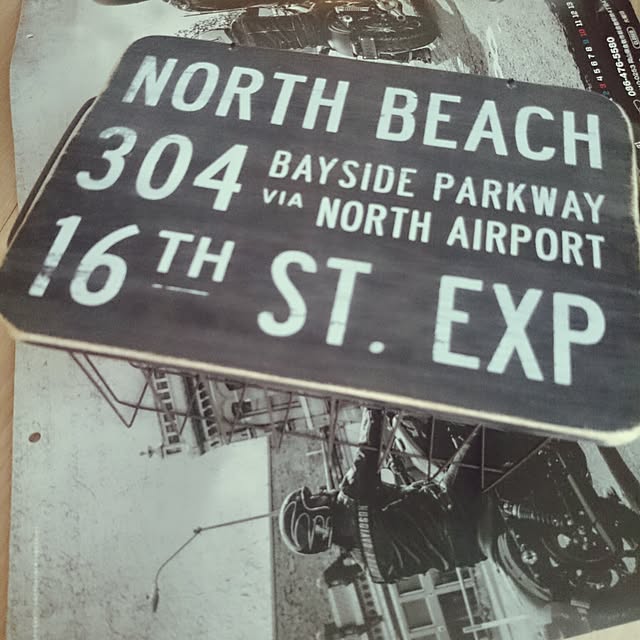 NORTH BEACH
304 BAYSIDE PARKWAY
VIA NORTH AIRPORT
16TH ST. EXP